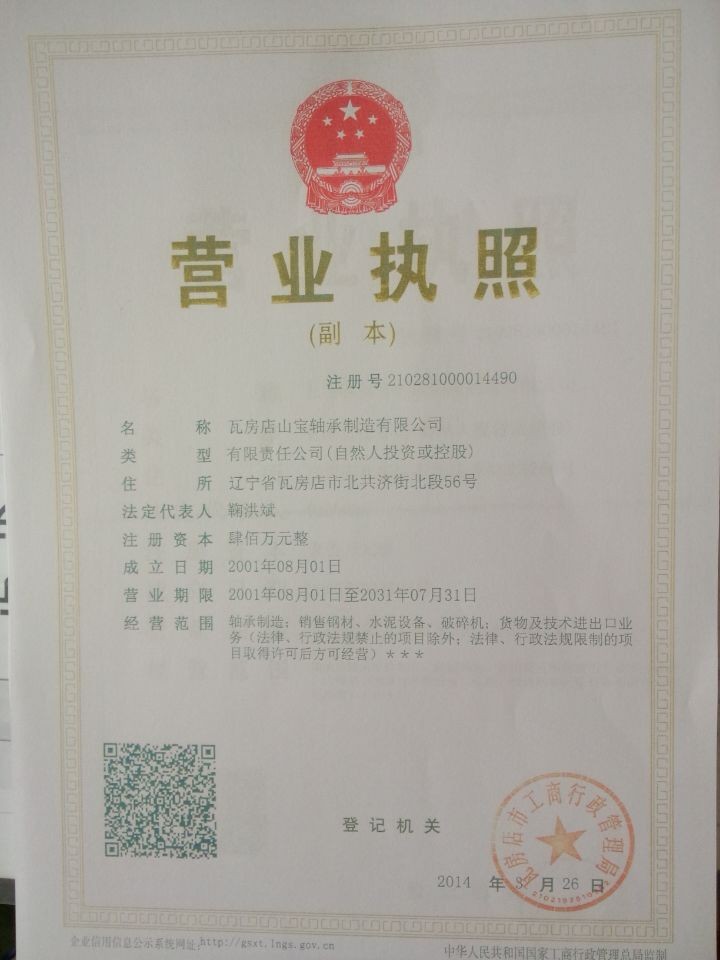 营业执照
(副 本)
注册号 210281000014490
名称 瓦房店山宝轴承制造有限公司
类型 有限责任公司(自然人投资或控股)
住所 辽宁省瓦房店市北共济街北段56号
法定代表人 鞠洪斌
注册资本 肆佰万元整
成立日期 2001年08月01日
营业期限 2001年08月01日至2031年07月31日
经营范围 轴承制造；销售钢材、水泥设备、破碎机；货物及技术进出口业
务（法律、行政法规禁止的项目除外；法律、行政法规限制的项
目取得许可后方可经营）＊＊＊
登记机关
瓦房店市工商行政管理局
2014 年 3 月 26 日
企业信用信息公示系统网址:http://gsxt.lngs.gov.cn
中华人民共和国国家工商行政管理总局监制